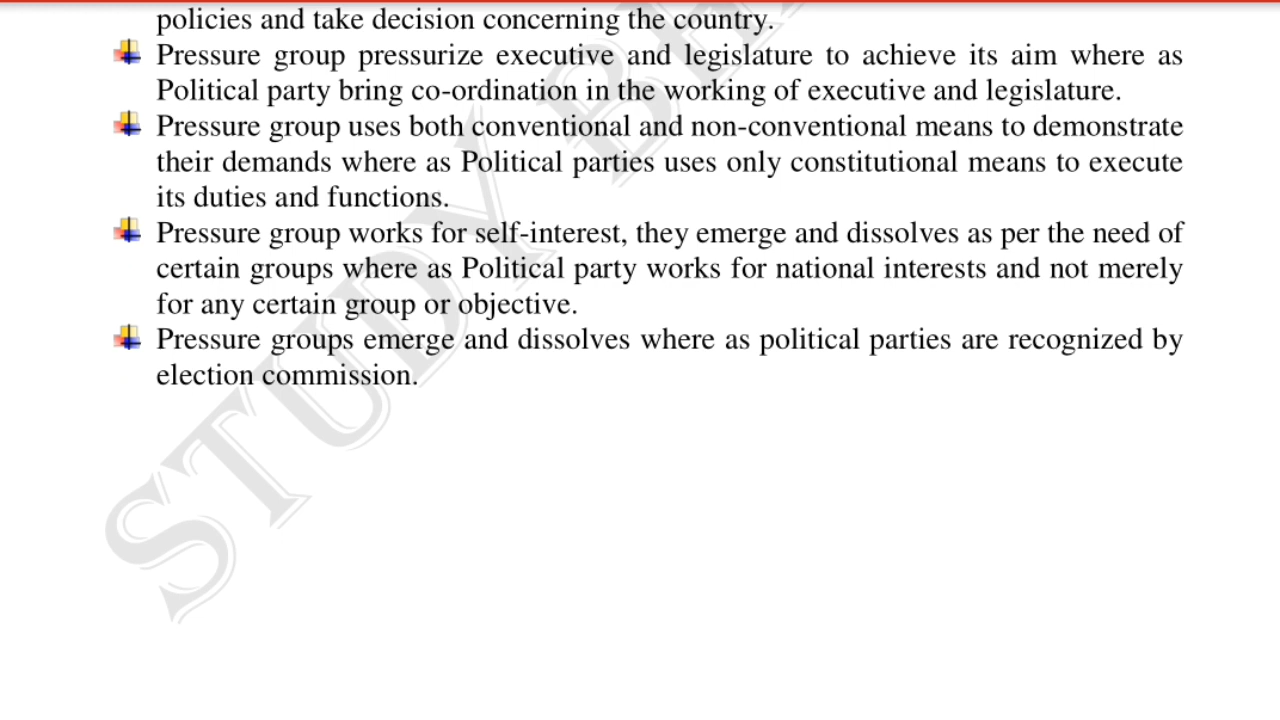 policies and take decision concerning the country.
Pressure group pressurize executive and legislature to achieve its aim where as
Political party bring co-ordination in the working of executive and legislature.
Pressure group uses both conventional and non-conventional means to demonstrate
their demands where as Political parties uses only constitutional means to execute
its duties and functions.
Pressure group works for self-interest, they emerge and dissolves as per the need of
certain groups where as Political party works for national interests and not merely
for any certain group or objective.
Pressure groups emerge and dissolves where as political parties are recognized by
election commission.
STUDY